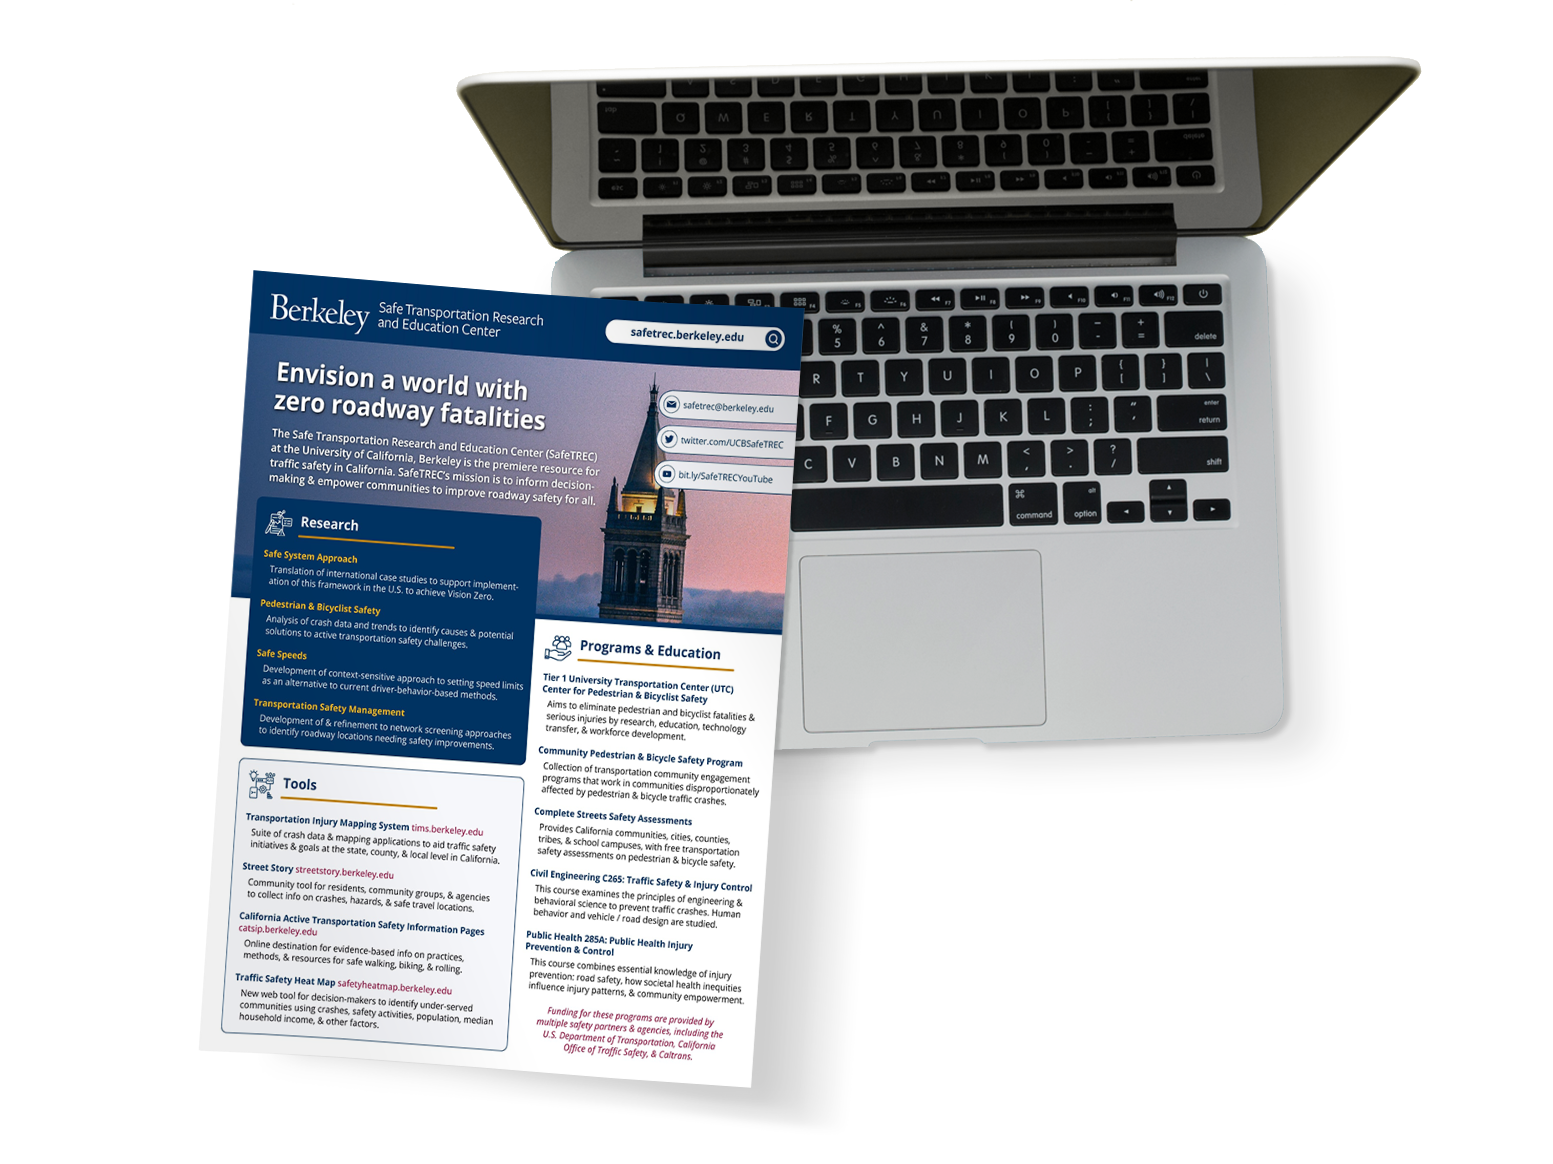 Berkeley Safe Transportation Research
and Education Center
safetrec.berkeley.edu
Envision a world with
zero roadway fatalities
The Safe Transportation Research and Education Center (SafeTREC)
at the University of California, Berkeley is the premiere resource for
traffic safety in California. SafeTREC's mission is to inform decision-
making & empower communities to improve roadway safety for all.
safetrec@berkeley.edu
twitter.com/UCBSafeTREC
bit.ly/SafeTRECYouTube
Research
Safe System Approach
Translation of international case studies to support implement-
ation of this framework in the U.S. to achieve Vision Zero.
Pedestrian & Bicyclist Safety
Analysis of crash data and trends to identify causes & potential
solutions to active transportation safety challenges.
Safe Speeds
Development of context-sensitive approach to setting speed limits
as an alternative to current driver-behavior-based methods.
Transportation Safety Management
Development of & refinement to network screening approaches
to identify roadway locations needing safety improvements.
Tools
Transportation Injury Mapping System tims.berkeley.edu
Suite of crash data & mapping applications to aid traffic safety
initiatives & goals at the state, county, & local level in California.
Street Story streetstory.berkeley.edu
Community tool for residents, community groups, & agencies
to collect info on crashes, hazards, & safe travel locations.
California Active Transportation Safety Information Pages
catsip.berkeley.edu
Online destination for evidence-based info on practices,
methods, & resources for safe walking, biking, & rolling.
Traffic Safety Heat Map safetyheatmap.berkeley.edu
New web tool for decision-makers to identify under-served
communities using crashes, safety activities, population, median
household income, & other factors.
Programs & Education
Tier 1 University Transportation Center (UTC)
Center for Pedestrian & Bicyclist Safety
Aims to eliminate pedestrian and bicyclist fatalities &
serious injuries by research, education, technology
transfer, & workforce development.
Community Pedestrian & Bicycle Safety Program
Collection of transportation community engagement
programs that work in communities disproportionately
affected by pedestrian & bicycle traffic crashes.
Complete Streets Safety Assessments
Provides California communities, cities, counties,
tribes, & school campuses, with free transportation
safety assessments on pedestrian & bicycle safety.
Civil Engineering C265: Traffic Safety & Injury Control
This course examines the principles of engineering &
behavioral science to prevent traffic crashes. Human
behavior and vehicle / road design are studied.
Public Health 285A: Public Health Injury
Prevention & Control
This course combines essential knowledge of injury
prevention: road safety, how societal health inequities
influence injury patterns, & community empowerment.
Funding for these programs are provided by
multiple safety partners & agencies, including the
U.S. Department of Transportation, California
Office of Traffic Safety, & Caltrans.
% ^ & * ( ) - + delete
5 6 7 8 9 0 - =
R T Y U I O P { } |
[ ] \
F G H J K L : " enter
; ' return
C V B N M < > ? shift
, . /
⌘ alt
command option